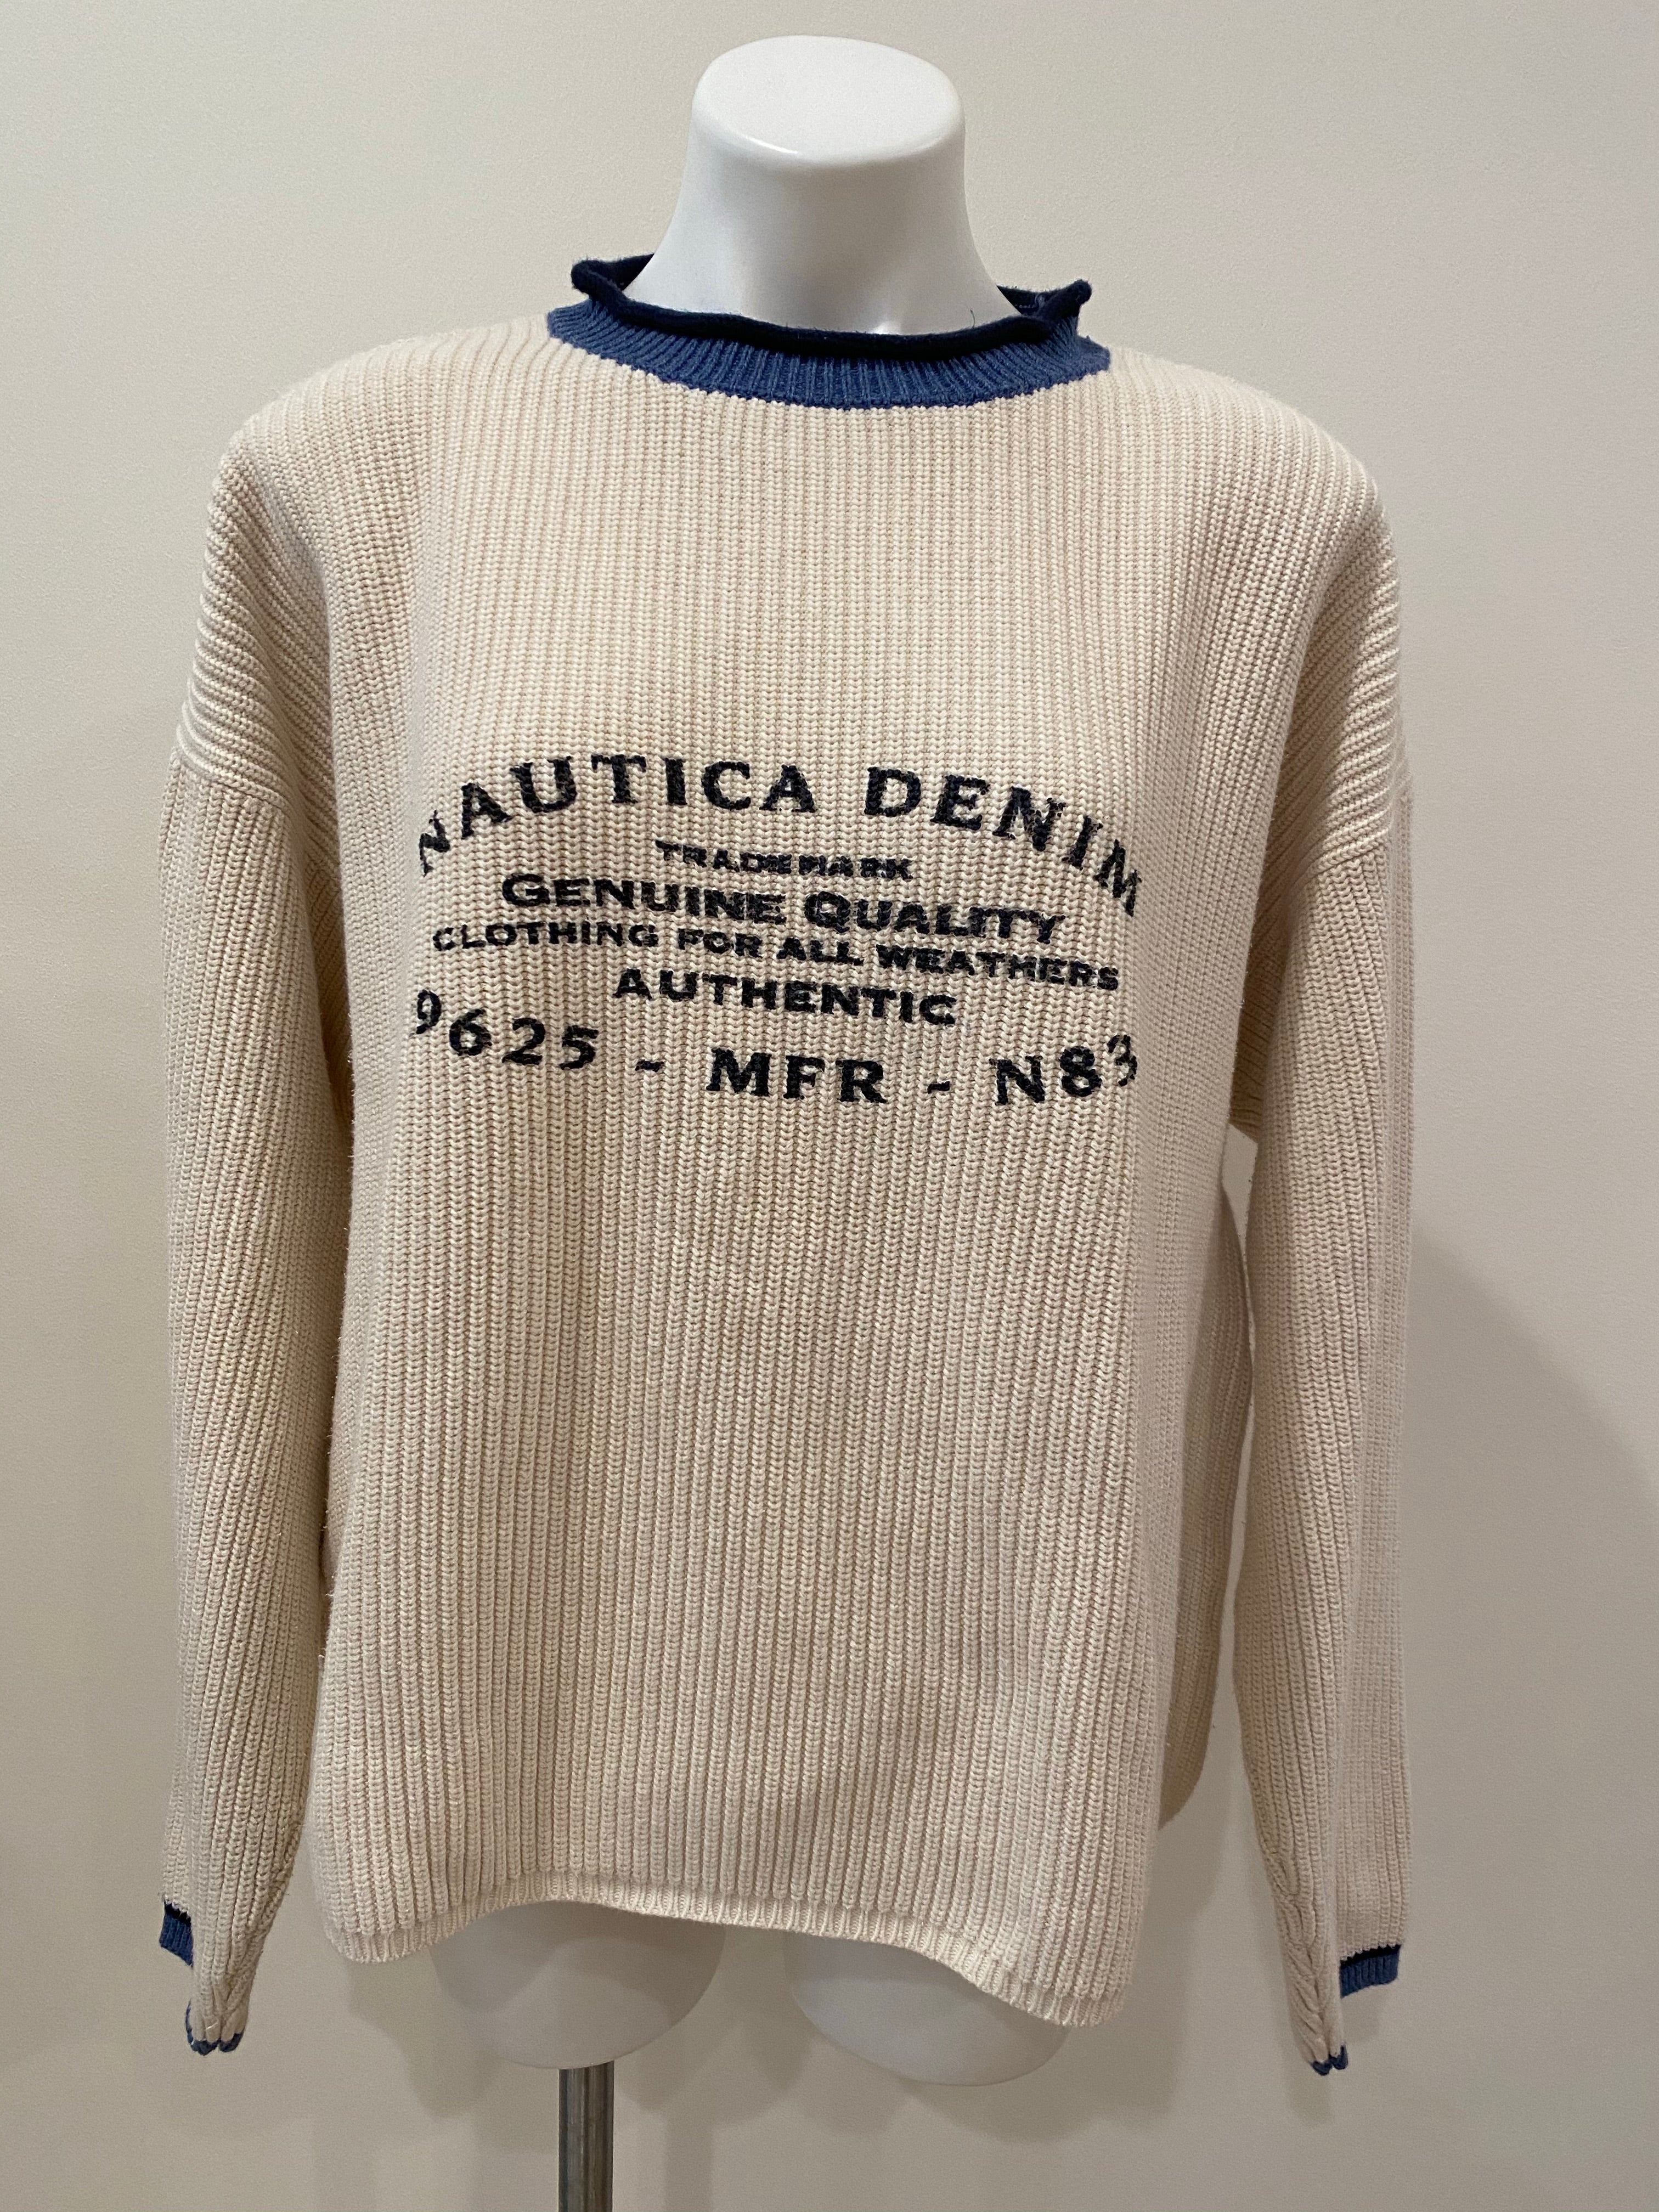 NAUTICA DENIM
TRADEMARK
GENUINE QUALITY
CLOTHING FOR ALL WEATHERS
AUTHENTIC
9625 - MFR - N83